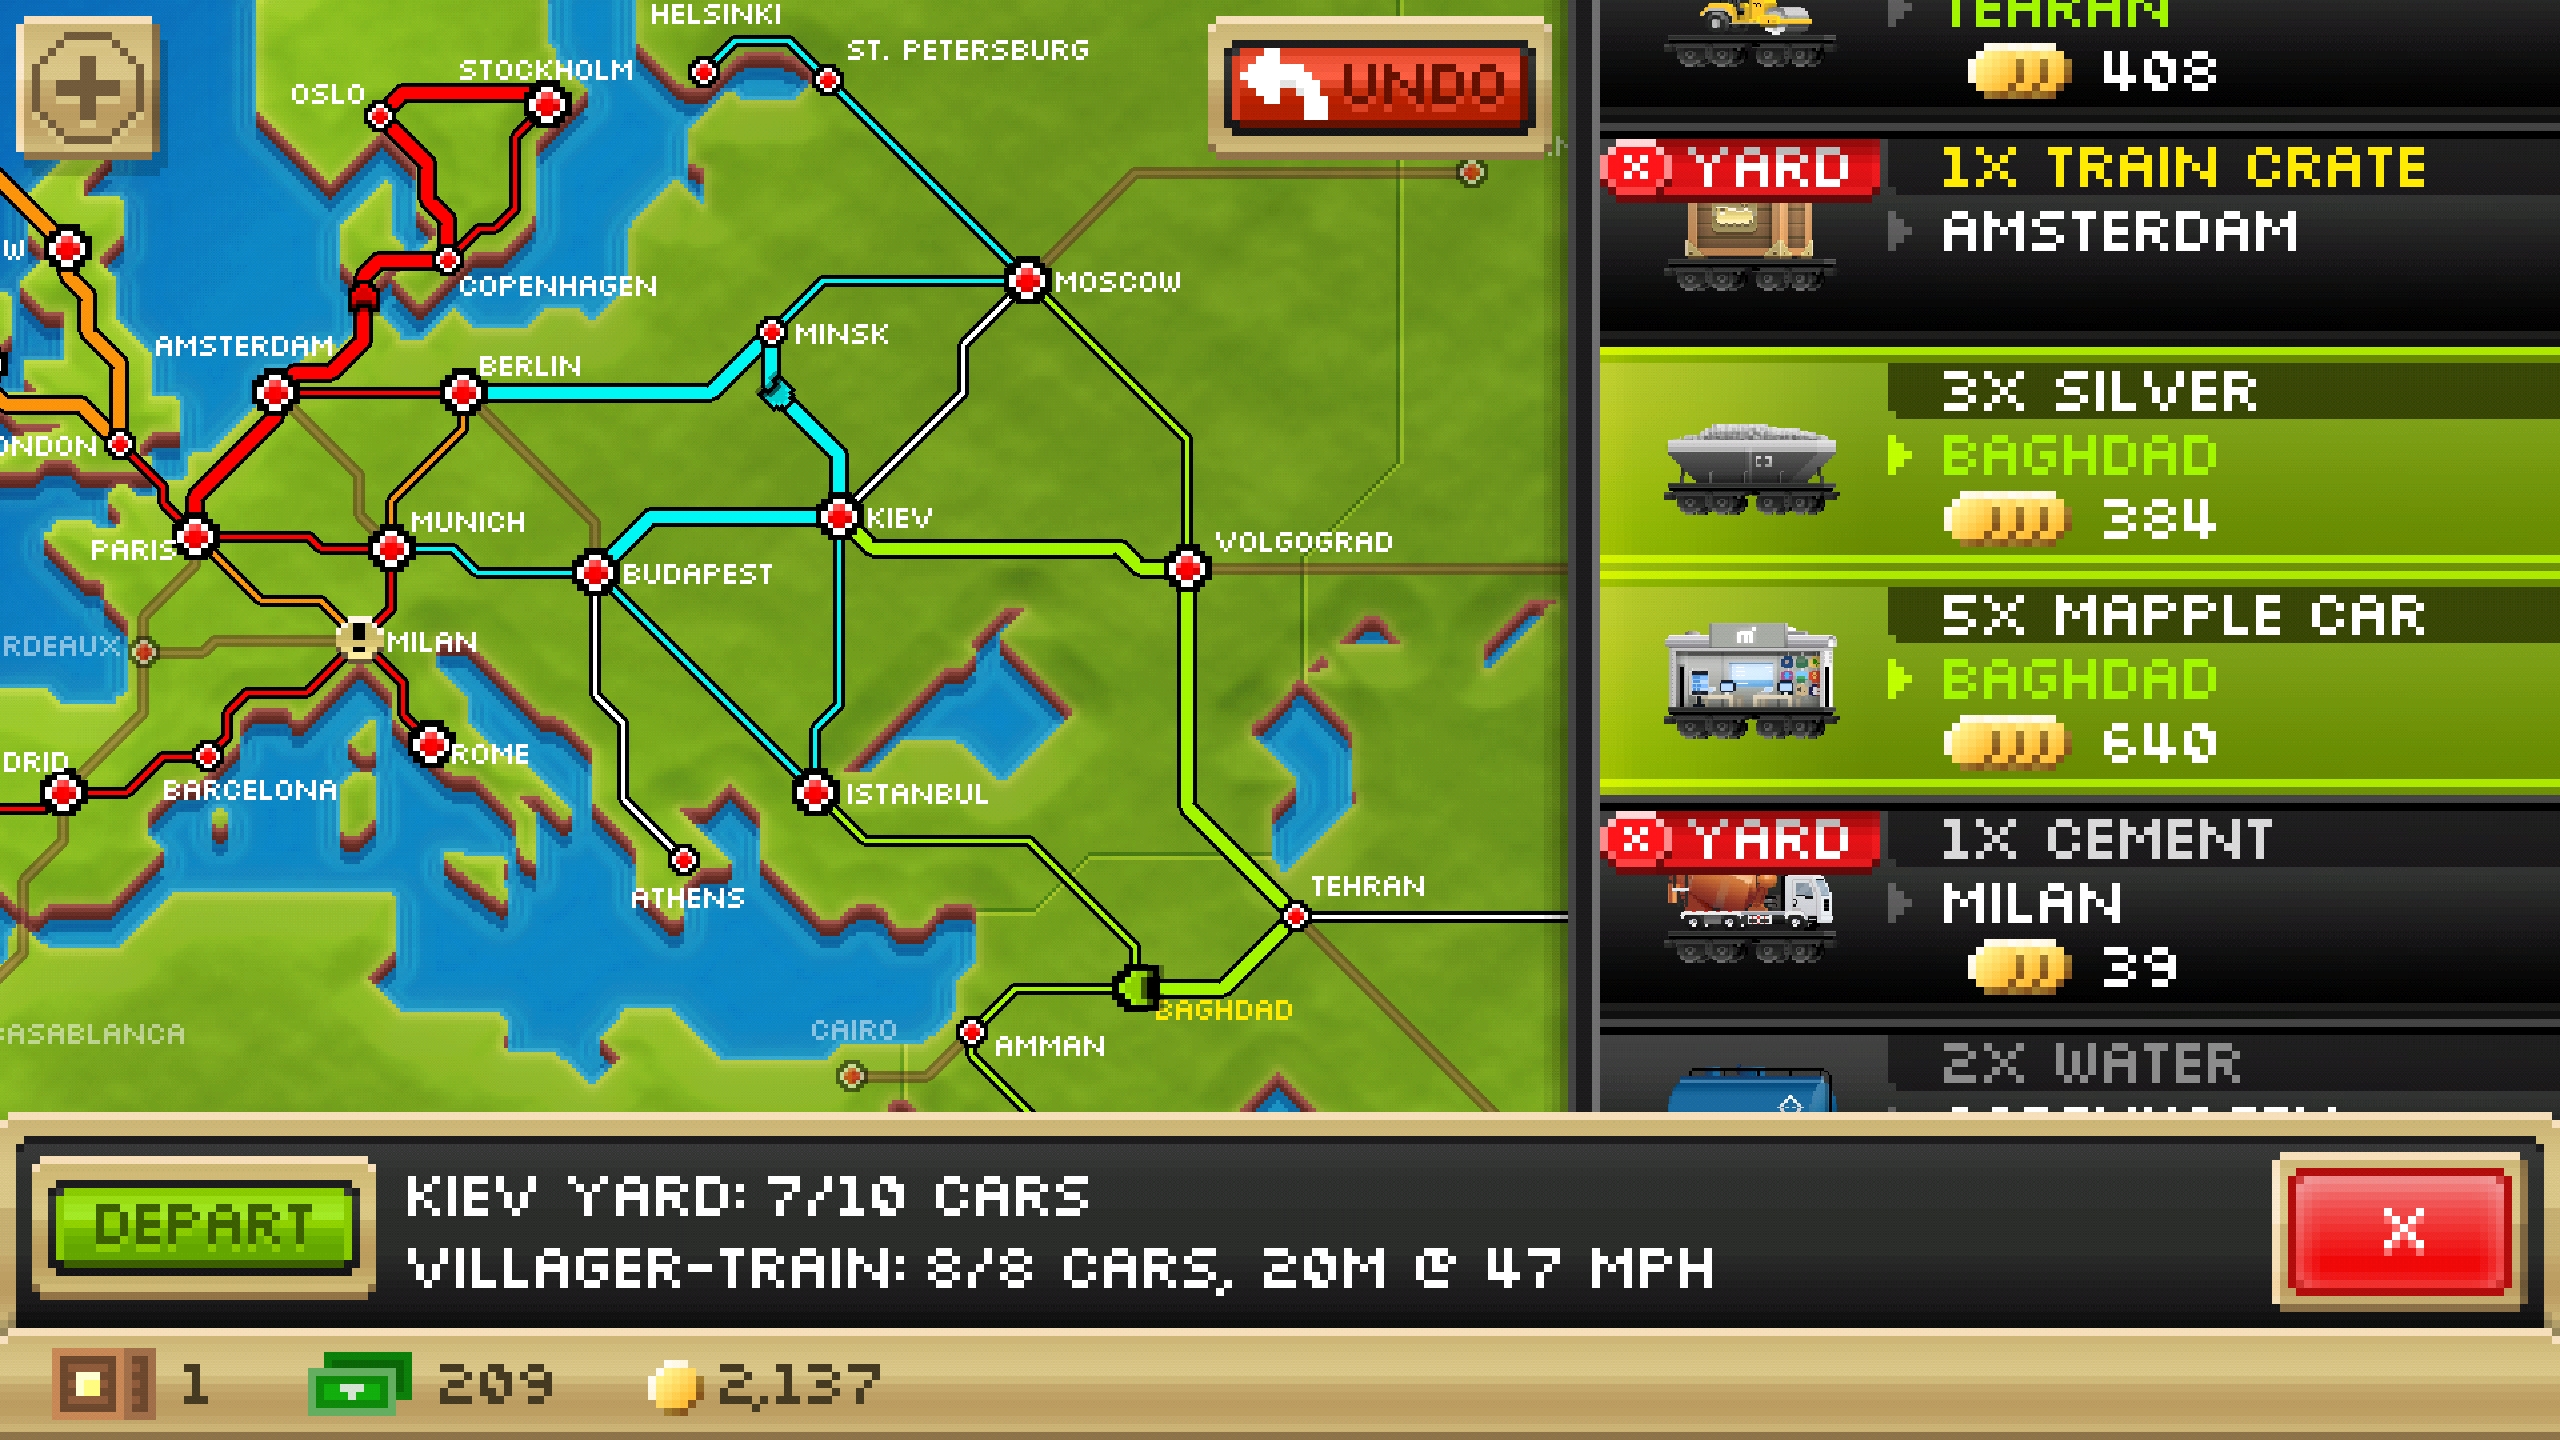 HELSINKI
ST. PETERSBURG
STOCKHOLM
OSLO
UNDO
COPENHAGEN
MOSCOW
AMSTERDAM
MINSK
BERLIN
KIEV
MUNICH
PARIS
BUDAPEST
VOLGOGRAD
MILAN
ROME
BARCELONA
ISTANBUL
ATHENS
TEHRAN
BAGHDAD
CAIRO
AMMAN
W
ONDON
RDEAUX
DRID
CASABLANCA
TEHRAN
408
YARD
1X TRAIN CRATE
AMSTERDAM
3X SILVER
BAGHDAD
384
5X MAPPLE CAR
m
BAGHDAD
640
YARD
1X CEMENT
MILAN
39
2X WATER
DEPART
KIEV YARD: 7/10 CARS
VILLAGER-TRAIN: 8/8 CARS, 20M @ 47 MPH
X
1
209
2,137